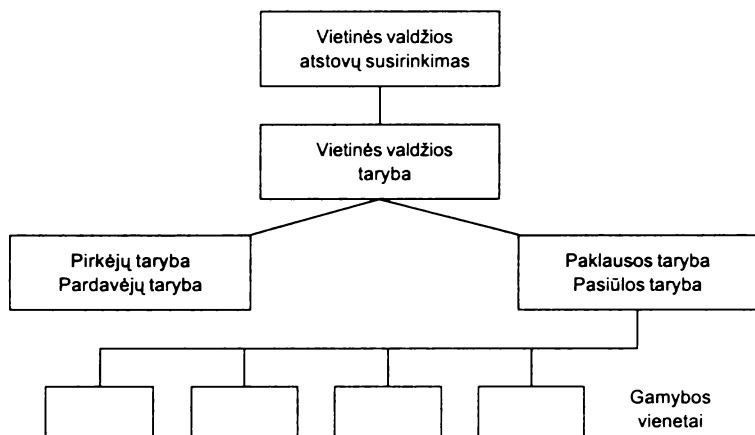 Vietinės valdžios
atstovų susirinkimas
Vietinės valdžios
taryba
Pirkėjų taryba
Pardavėjų taryba
Paklausos taryba
Pasiūlos taryba
Gamybos
vienetai